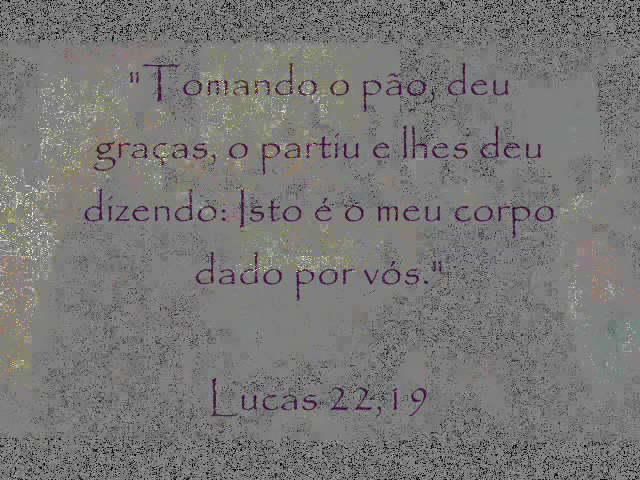 "Tomando o pão, deu
graças, o partiu e lhes deu
dizendo: Isto é o meu corpo
dado por vós."
Lucas 22,19